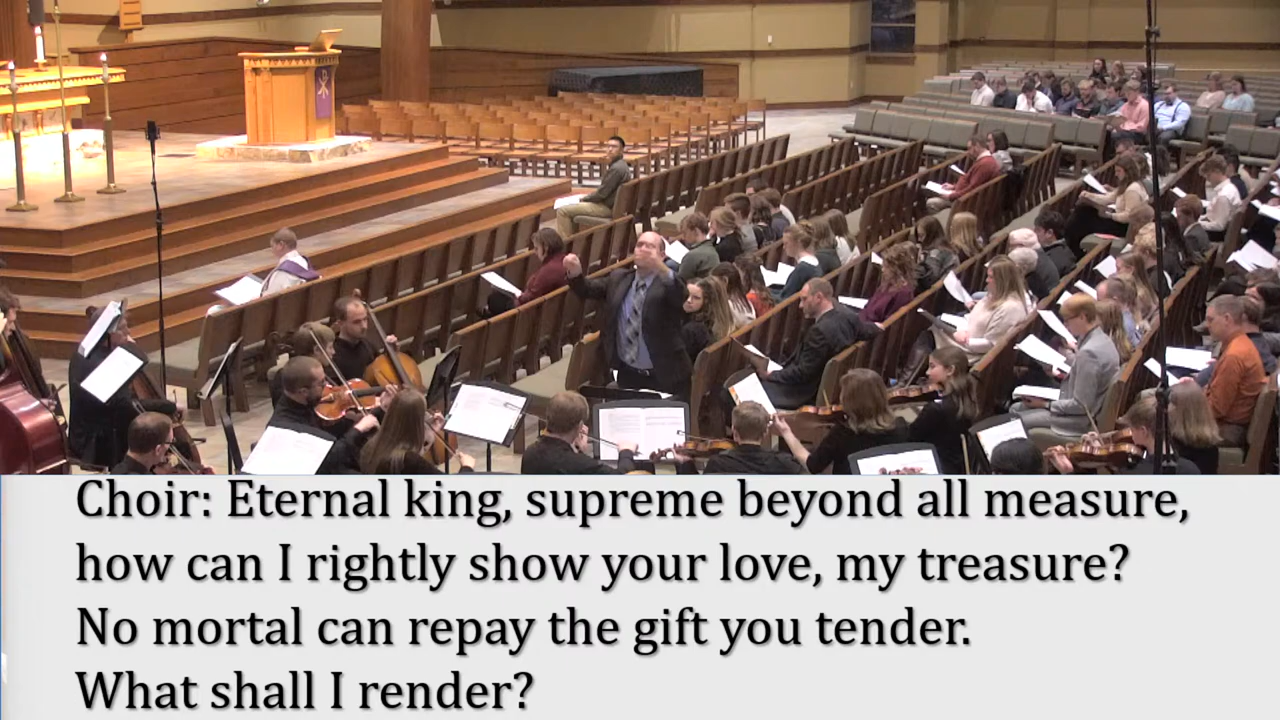 Choir: Eternal king, supreme beyond all measure,
how can I rightly show your love, my treasure?
No mortal can repay the gift you tender.
What shall I render?